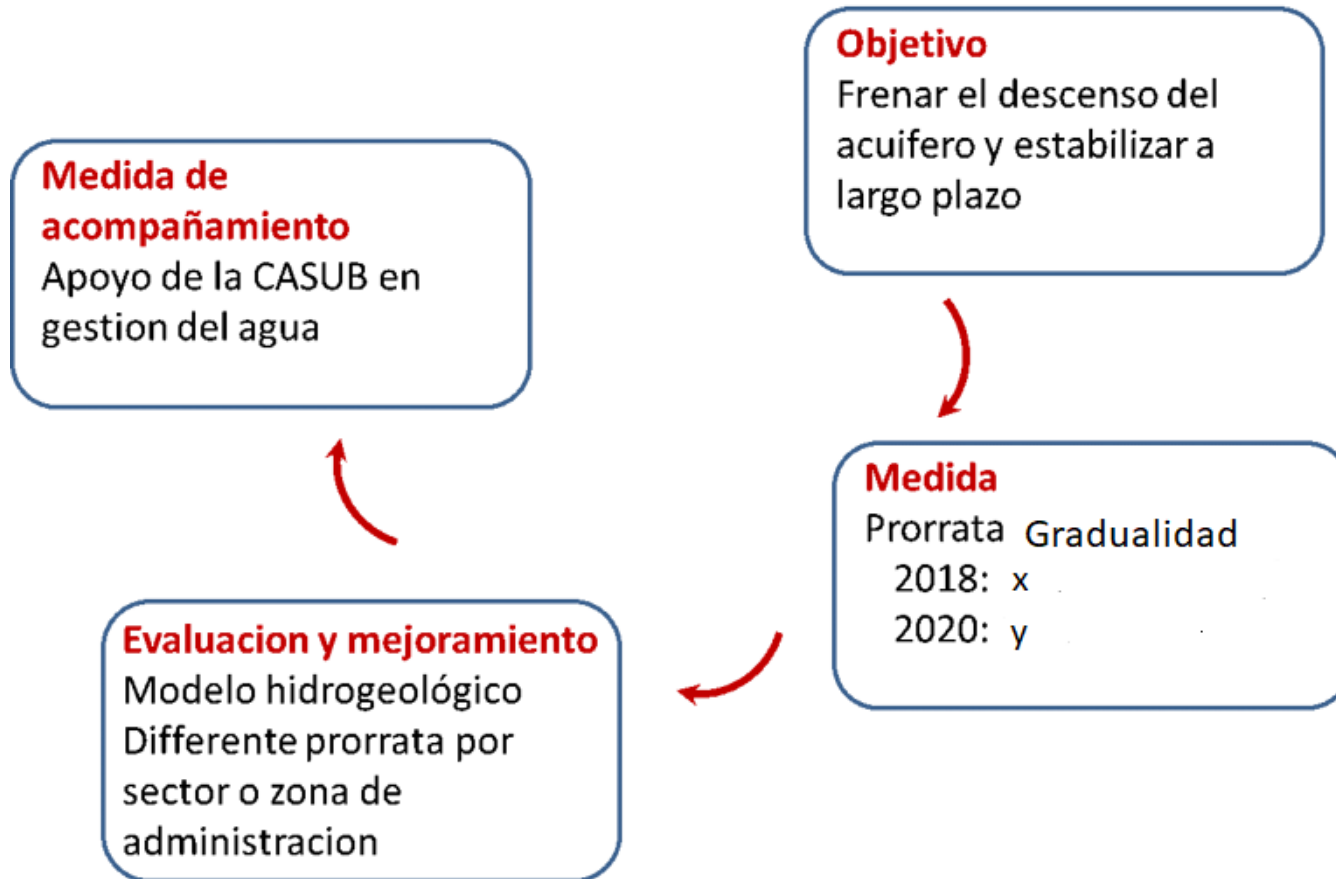 Objetivo
Frenar el descenso del
acuifero y estabilizar a
largo plazo
Medida de
acompañamiento
Apoyo de la CASUB en
gestion del agua
Medida
Prorrata Gradualidad
2018: x
2020: y
Evaluacion y mejoramiento
Modelo hidrogeológico
Differente prorrata por
sector o zona de
administracion